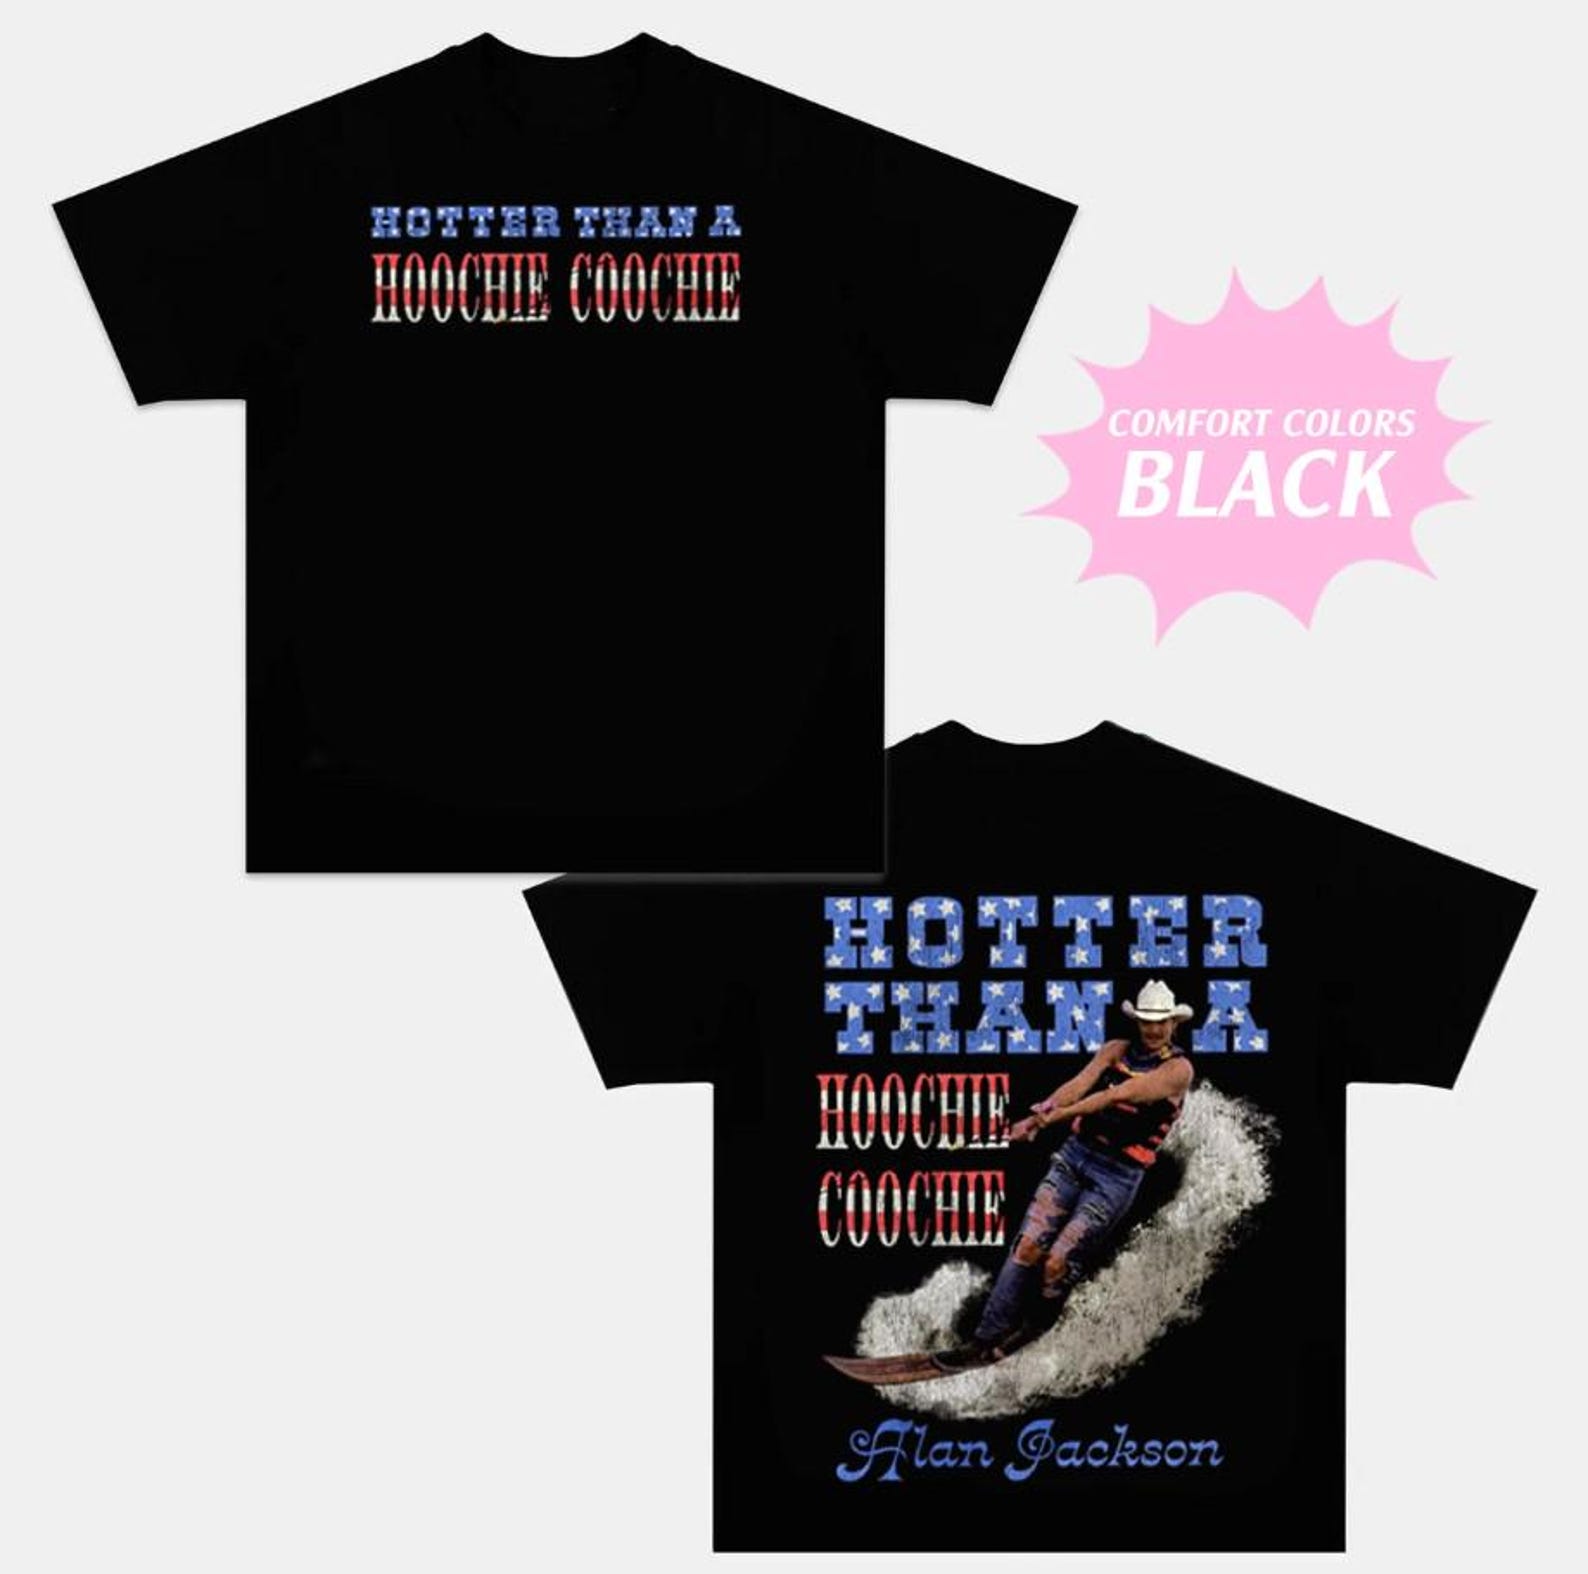 HOTTER THAN A
HOOCHIE COOCHIE
COMFORT COLORS
BLACK
HOTTER
THAN A
HOOCHIE
COOCHIE
Alan Jackson